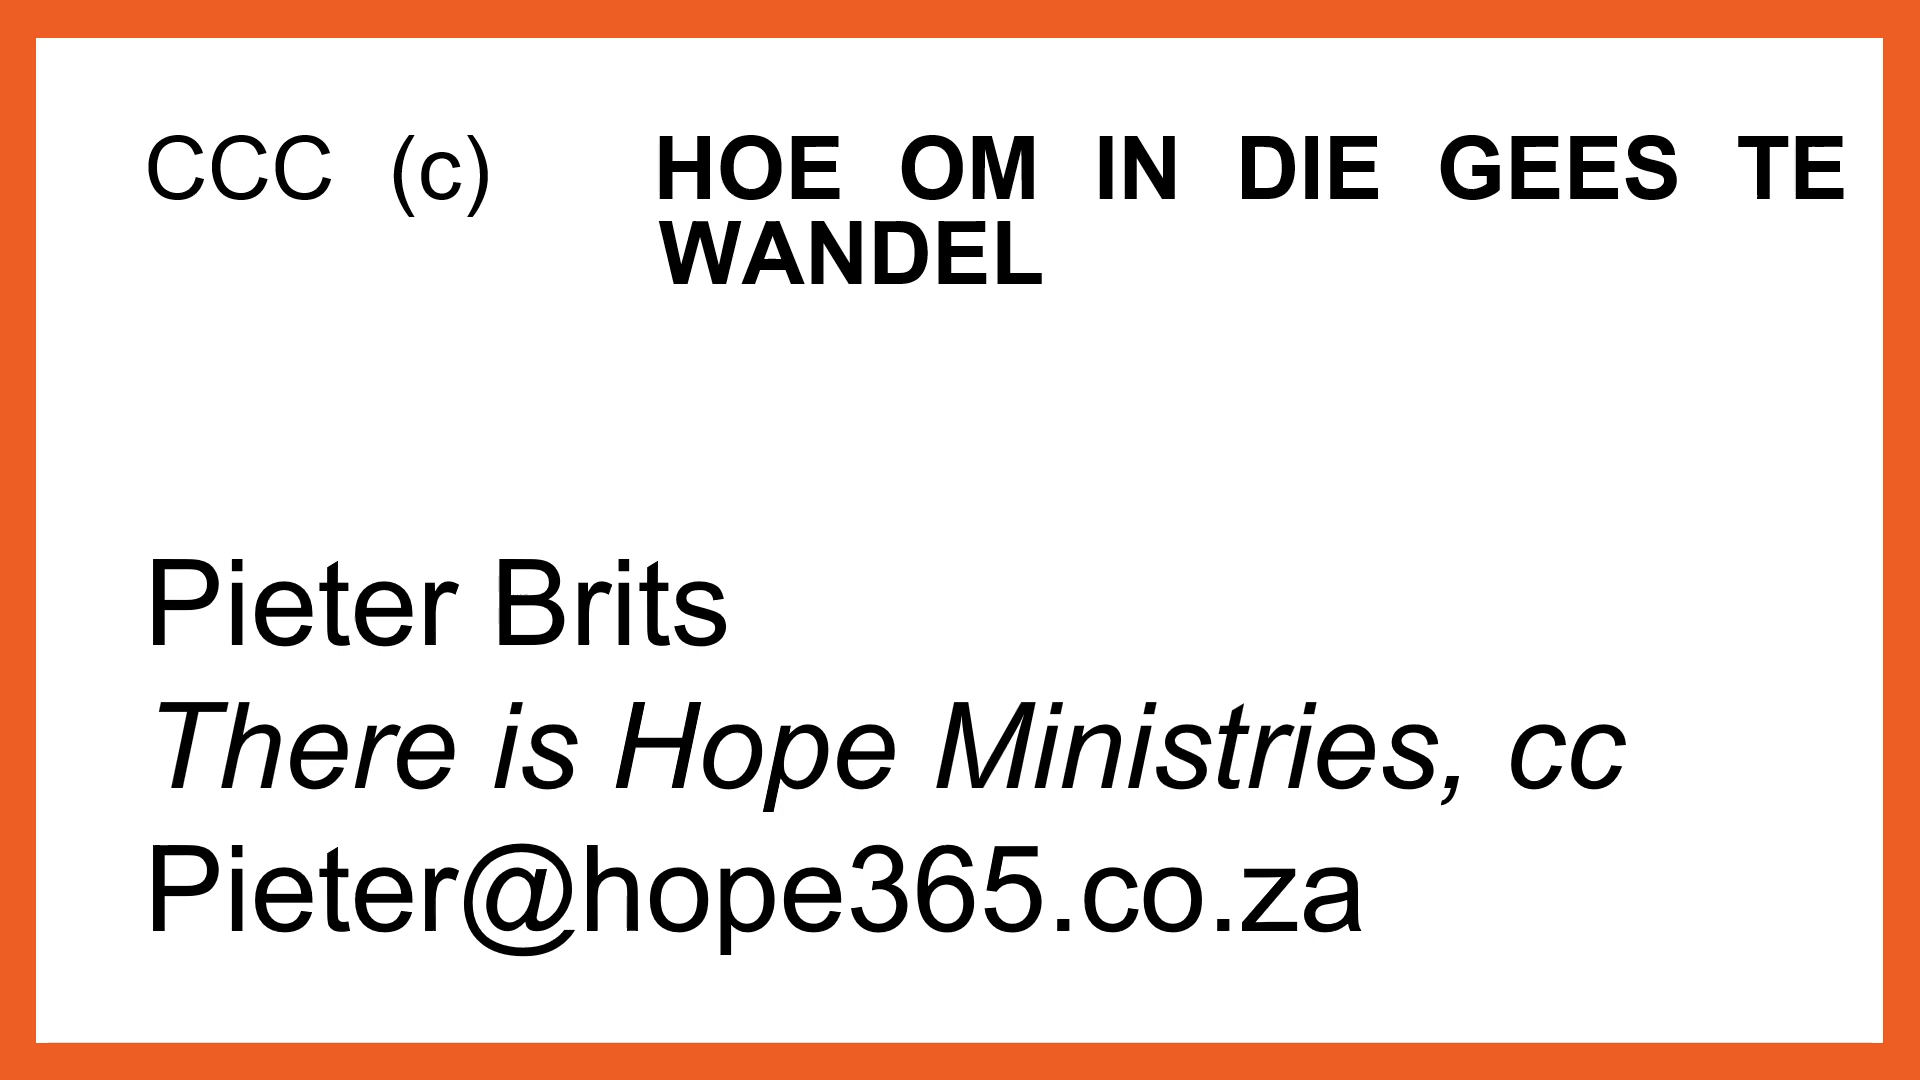 CCC (c) HOE OM IN DIE GEES TE
WANDEL
Pieter Brits
There is Hope Ministries, cc
Pieter@hope365.co.za